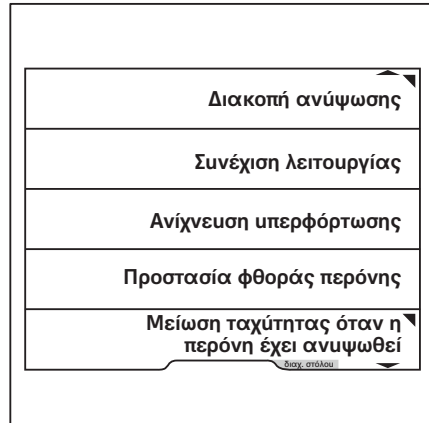 Διακοπή ανύψωσης
Συνέχιση λειτουργίας
Ανίχνευση υπερφόρτωσης
Προστασία φθοράς περόνης
Μείωση ταχύτητας όταν η
περόνη έχει ανυψωθεί
διαχ. στόλου